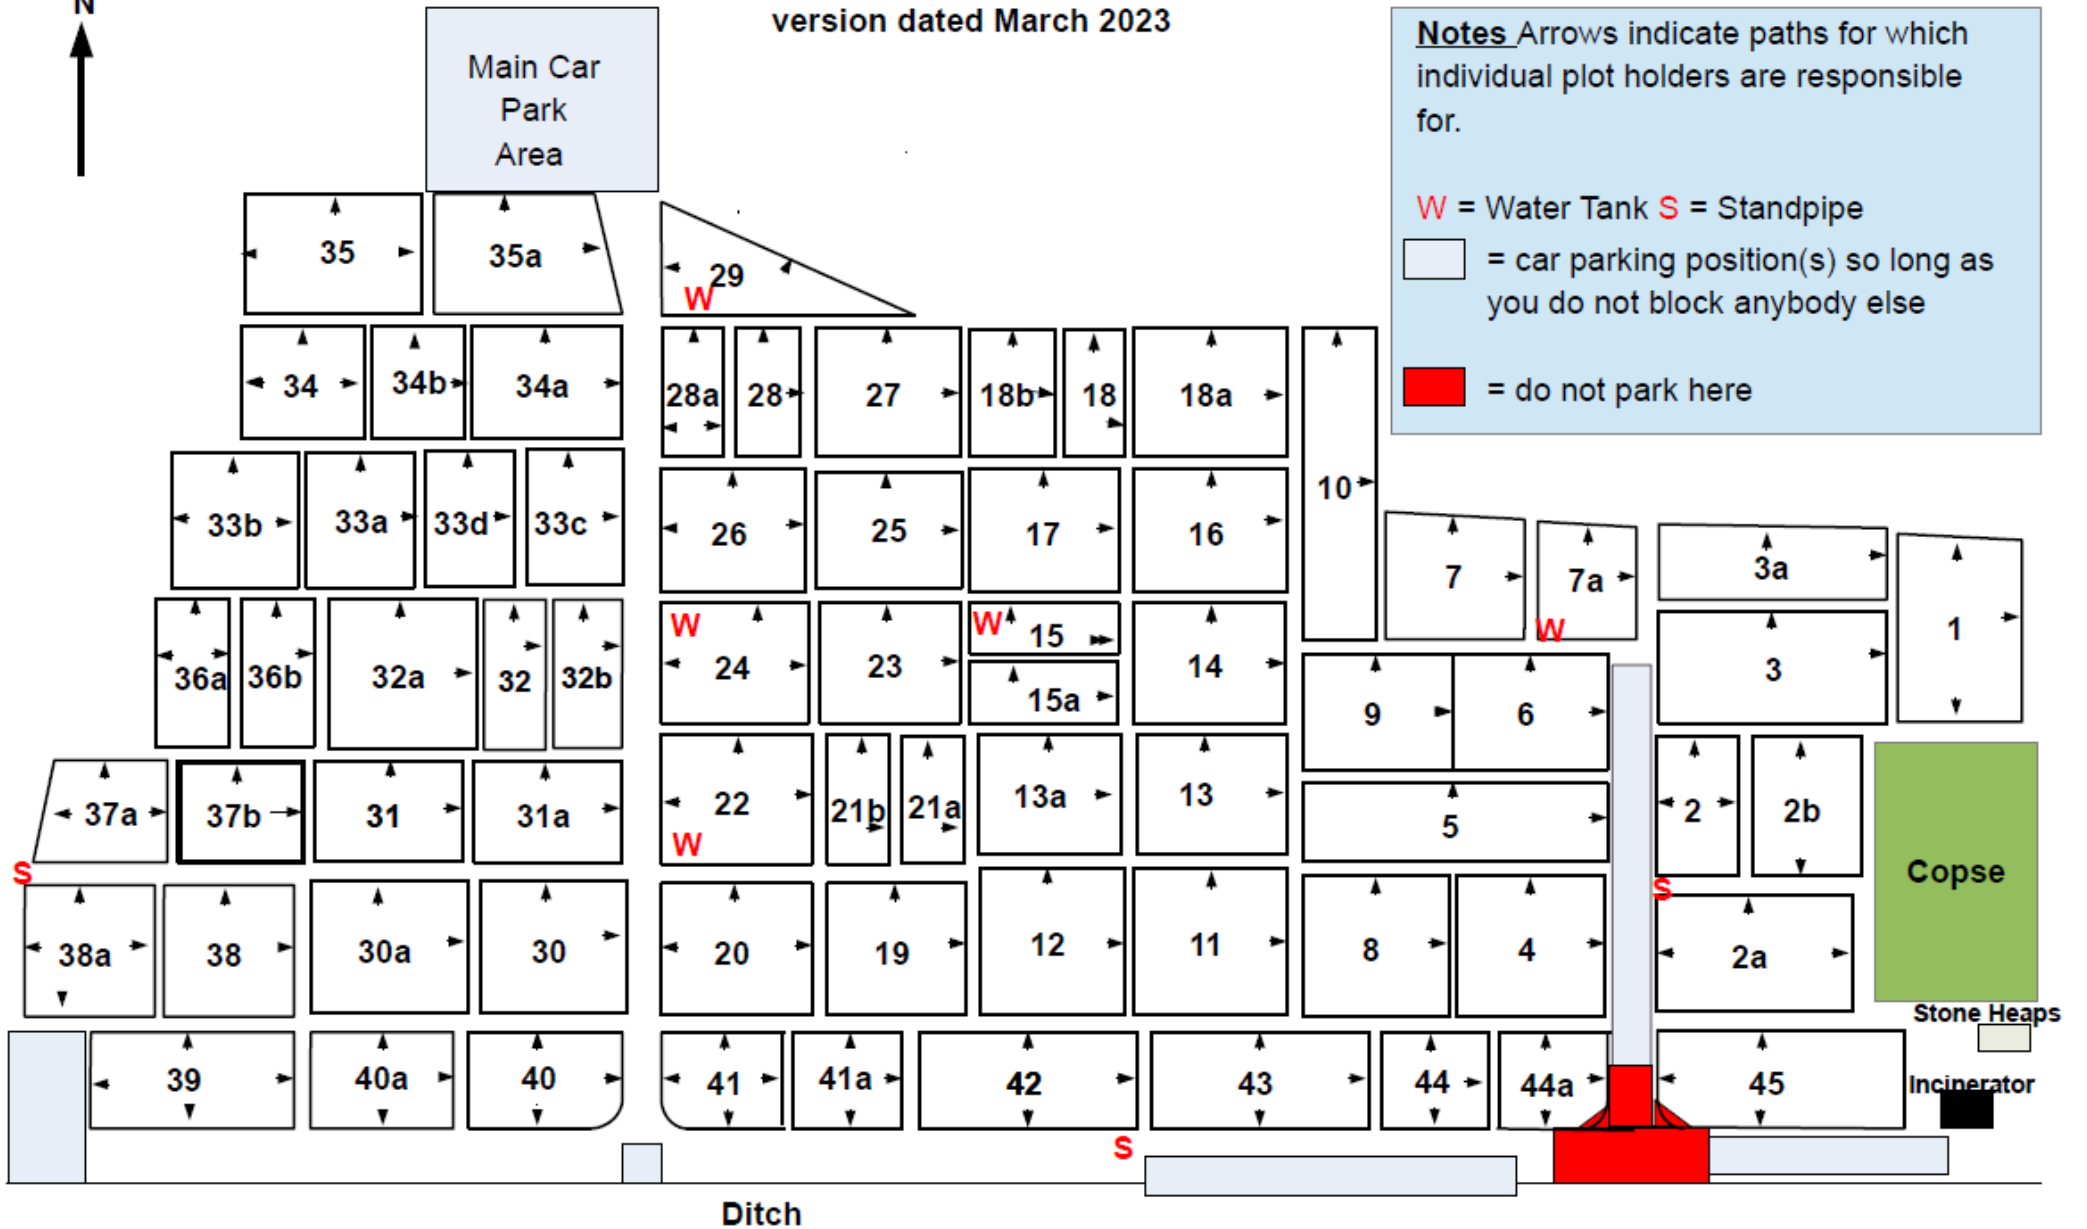 N
version dated March 2023
Main Car
Park
Area
Notes Arrows indicate paths for which
individual plot holders are responsible
for.
W = Water Tank S = Standpipe
= car parking position(s) so long as
you do not block anybody else
= do not park here
35 35a 29
W
34 34b 34a 28a 28 27 18b 18 18a
10
33b 33a 33d 33c 26 25 17 16
7 7a 3a
W
W W 15
1
36a 36b 32a 32 32b 24 23 15a 14 3
9 6
37a 37b 31 31a 22 21b 21a 13a 13 5 2 2b
W
S
S
Copse
38a 38 30a 30 20 19 12 11 8 4 2a
Stone Heaps
39 40a 40 41 41a 42 43 44 44a 45
Incinerator
S
Ditch